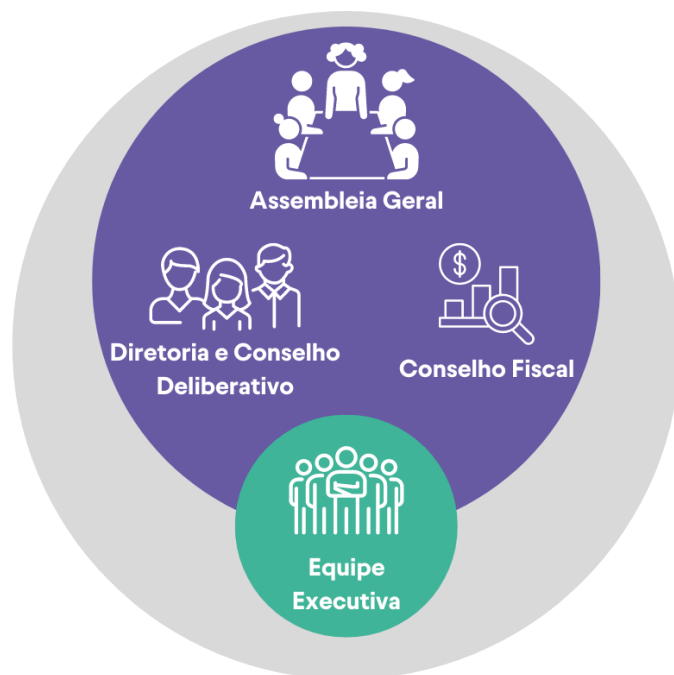 $
Assembleia Geral
Diretoria e Conselho
Deliberativo
Conselho Fiscal
Equipe
Executiva